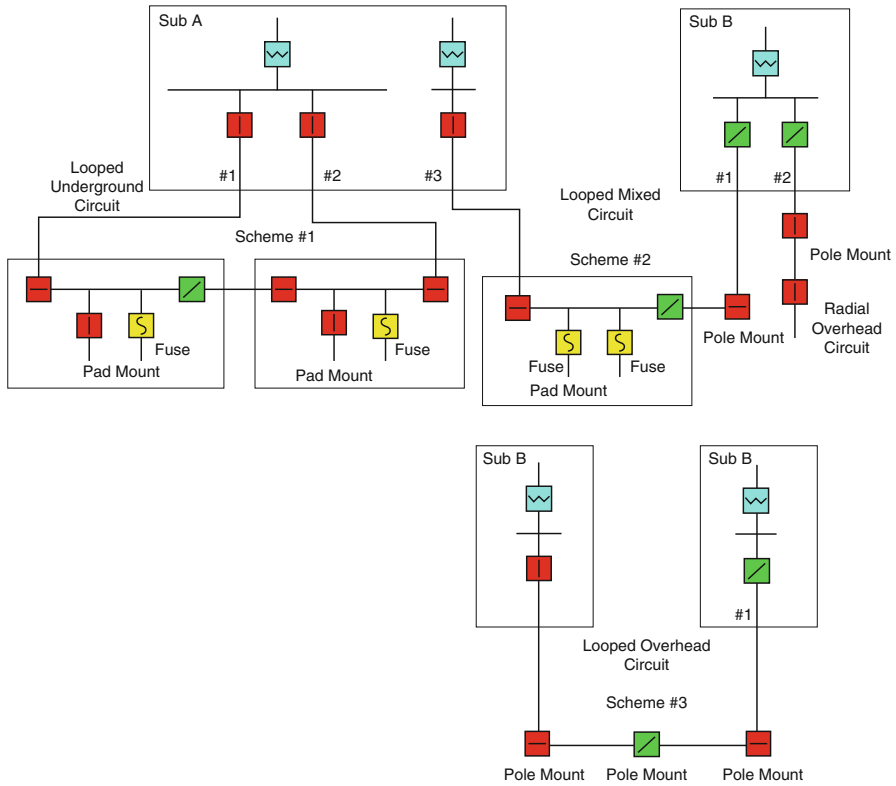 Sub A
Sub B
#1
#2
#3
#1
#2
Looped
Underground
Circuit
Scheme #1
Looped Mixed
Circuit
Scheme #2
Pole Mount
Radial
Overhead
Circuit
Pole Mount
Fuse
Pad Mount
Fuse
Pad Mount
Fuse
Fuse
Pad Mount
Sub B
Sub B
#1
Looped Overhead
Circuit
Scheme #3
Pole Mount
Pole Mount
Pole Mount